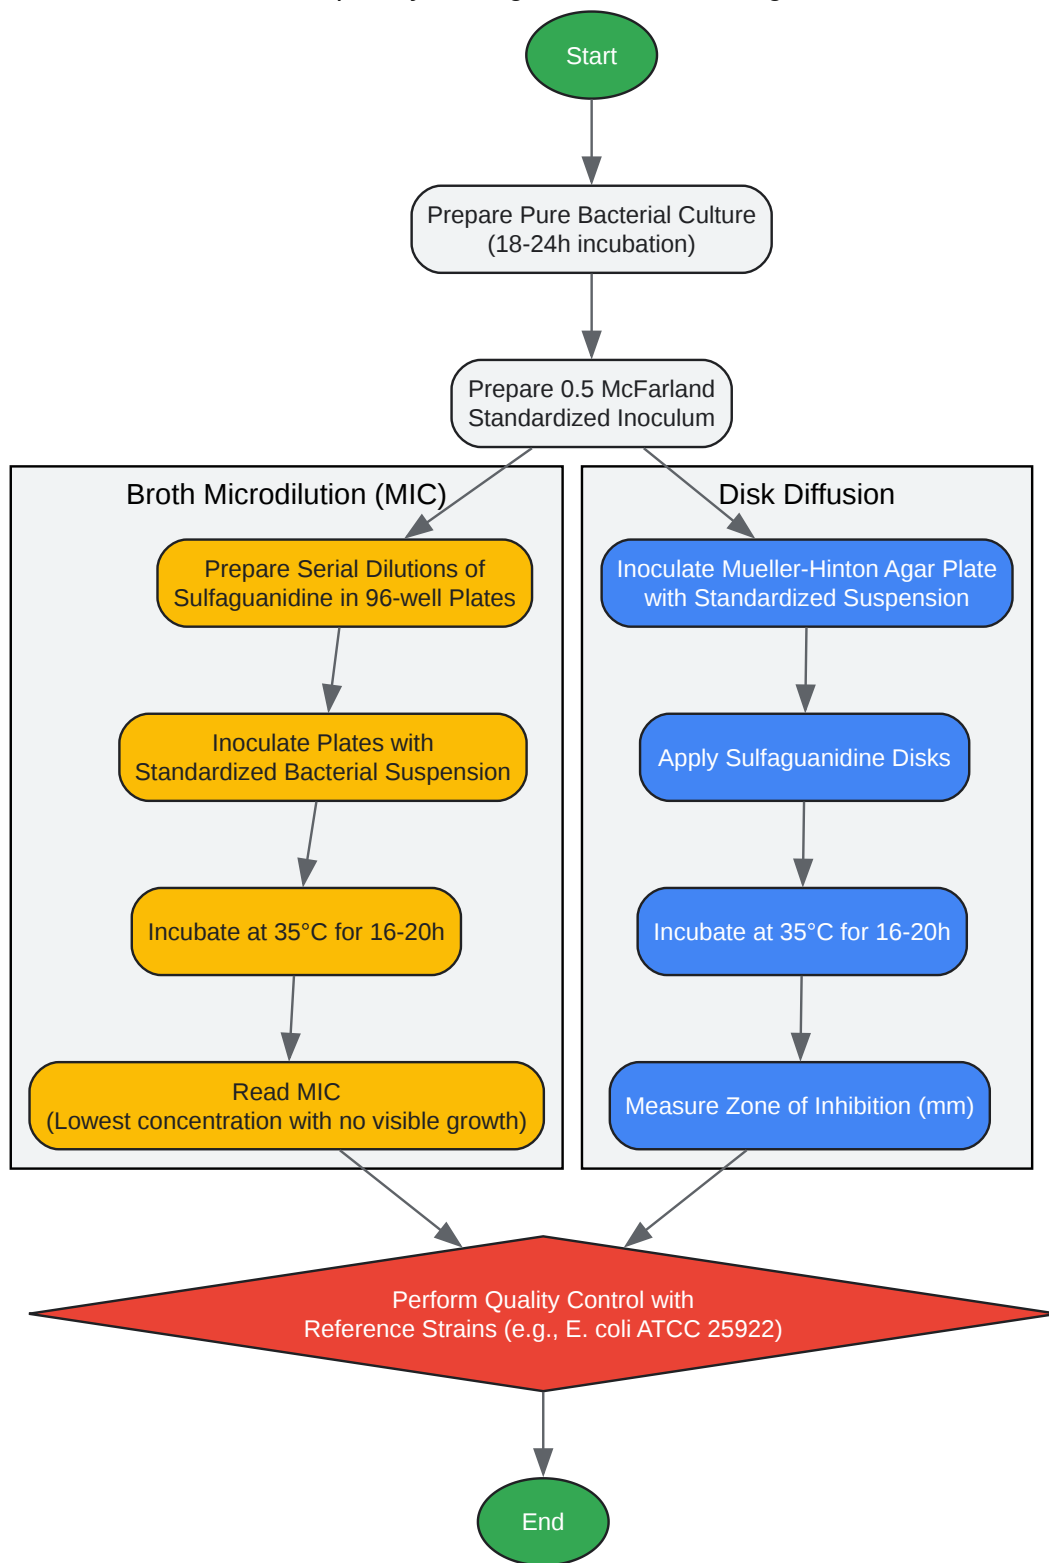 Start
Prepare Pure Bacterial Culture
(18-24h incubation)
Prepare 0.5 McFarland
Standardized Inoculum
Broth Microdilution (MIC)
Prepare Serial Dilutions of
Sulfaguanidine in 96-well Plates
Inoculate Plates with
Standardized Bacterial Suspension
Incubate at 35°C for 16-20h
Read MIC
(Lowest concentration with no visible growth)
Disk Diffusion
Inoculate Mueller-Hinton Agar Plate
with Standardized Suspension
Apply Sulfaguanidine Disks
Incubate at 35°C for 16-20h
Measure Zone of Inhibition (mm)
Perform Quality Control with
Reference Strains (e.g., E. coli ATCC 25922)
End